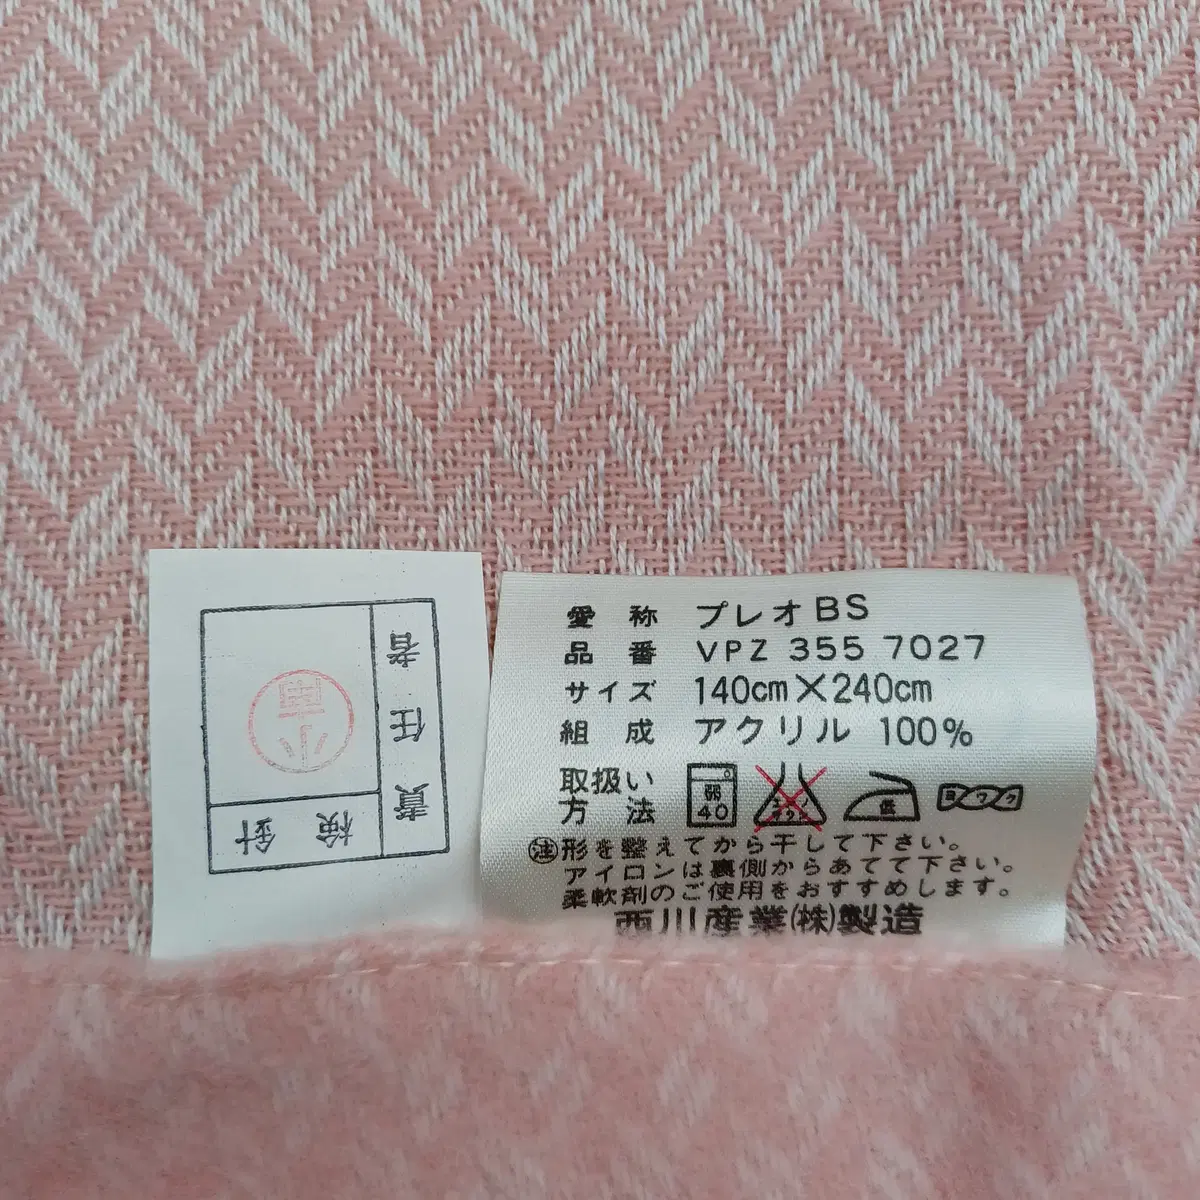 検針
責任者
愛称 プレオBS
品番 VPZ 355 7027
サイズ 140cm×240cm
組成 アクリル 100%
取扱い
方法
弱
40
低
㊟形を整えてから干して下さい。
アイロンは裏側からあてて下さい。
柔軟剤のご使用をおすすめします。
西川産業㈱製造